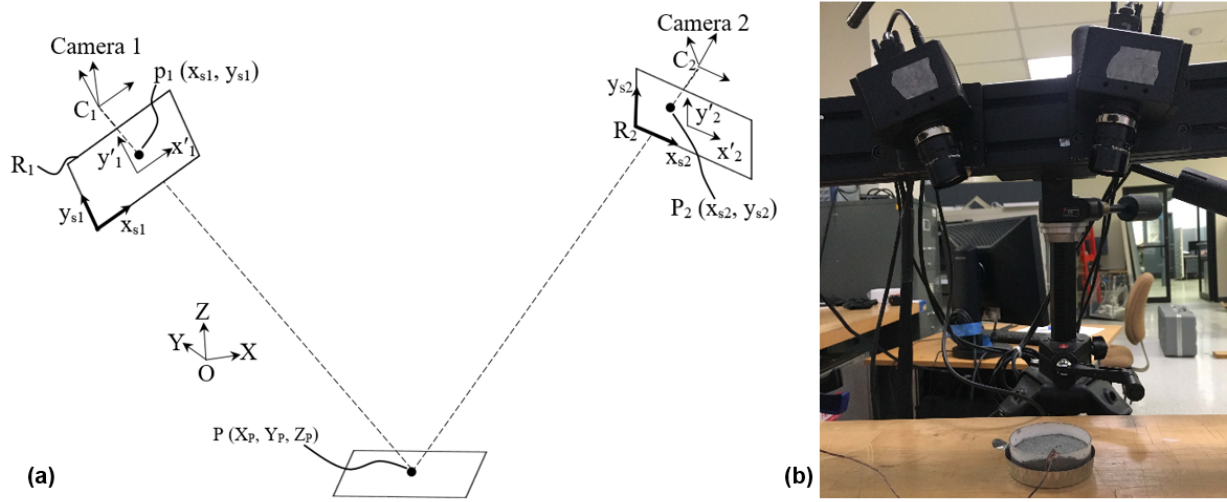 Camera 1
C₁
p₁ (xₛ₁, yₛ₁)
R₁
y'₁
x'₁
yₛ₁
xₛ₁
Camera 2
C₂
yₛ₂
y'₂
R₂
x'₂
xₛ₂
P₂ (xₛ₂, yₛ₂)
Z
Y
X
O
P (Xₚ, Yₚ, Zₚ)
(a)
(b)